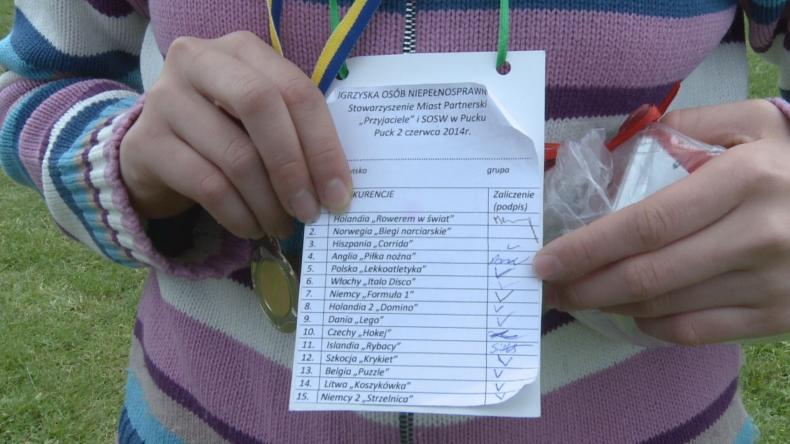 IGRZYSKA OSÓB NIEPEŁNOSPRAWN
Stowarzyszenie Miast Partnerski
„Przyjaciele” i SOSW w Pucku
Puck 2 czerwca 2014r.
wisko grupa
KURENCJE Zaliczenie
(podpis)
Holandia „Rowerem w świat”
2. Norwegia „Biegi narciarskie”
3. Hiszpania „Corrida”
4. Anglia „Piłka nożna”
5. Polska „Lekkoatletyka”
6. Włochy „Italo Disco”
7. Niemcy „Formuła 1”
8. Holandia 2 „Domino”
9. Dania „Lego”
10. Czechy „Hokej”
11. Islandia „Rybacy”
12. Szkocja „Krykiet”
13. Belgia „Puzzle”
14. Litwa „Koszykówka”
15. Niemcy 2 „Strzelnica”